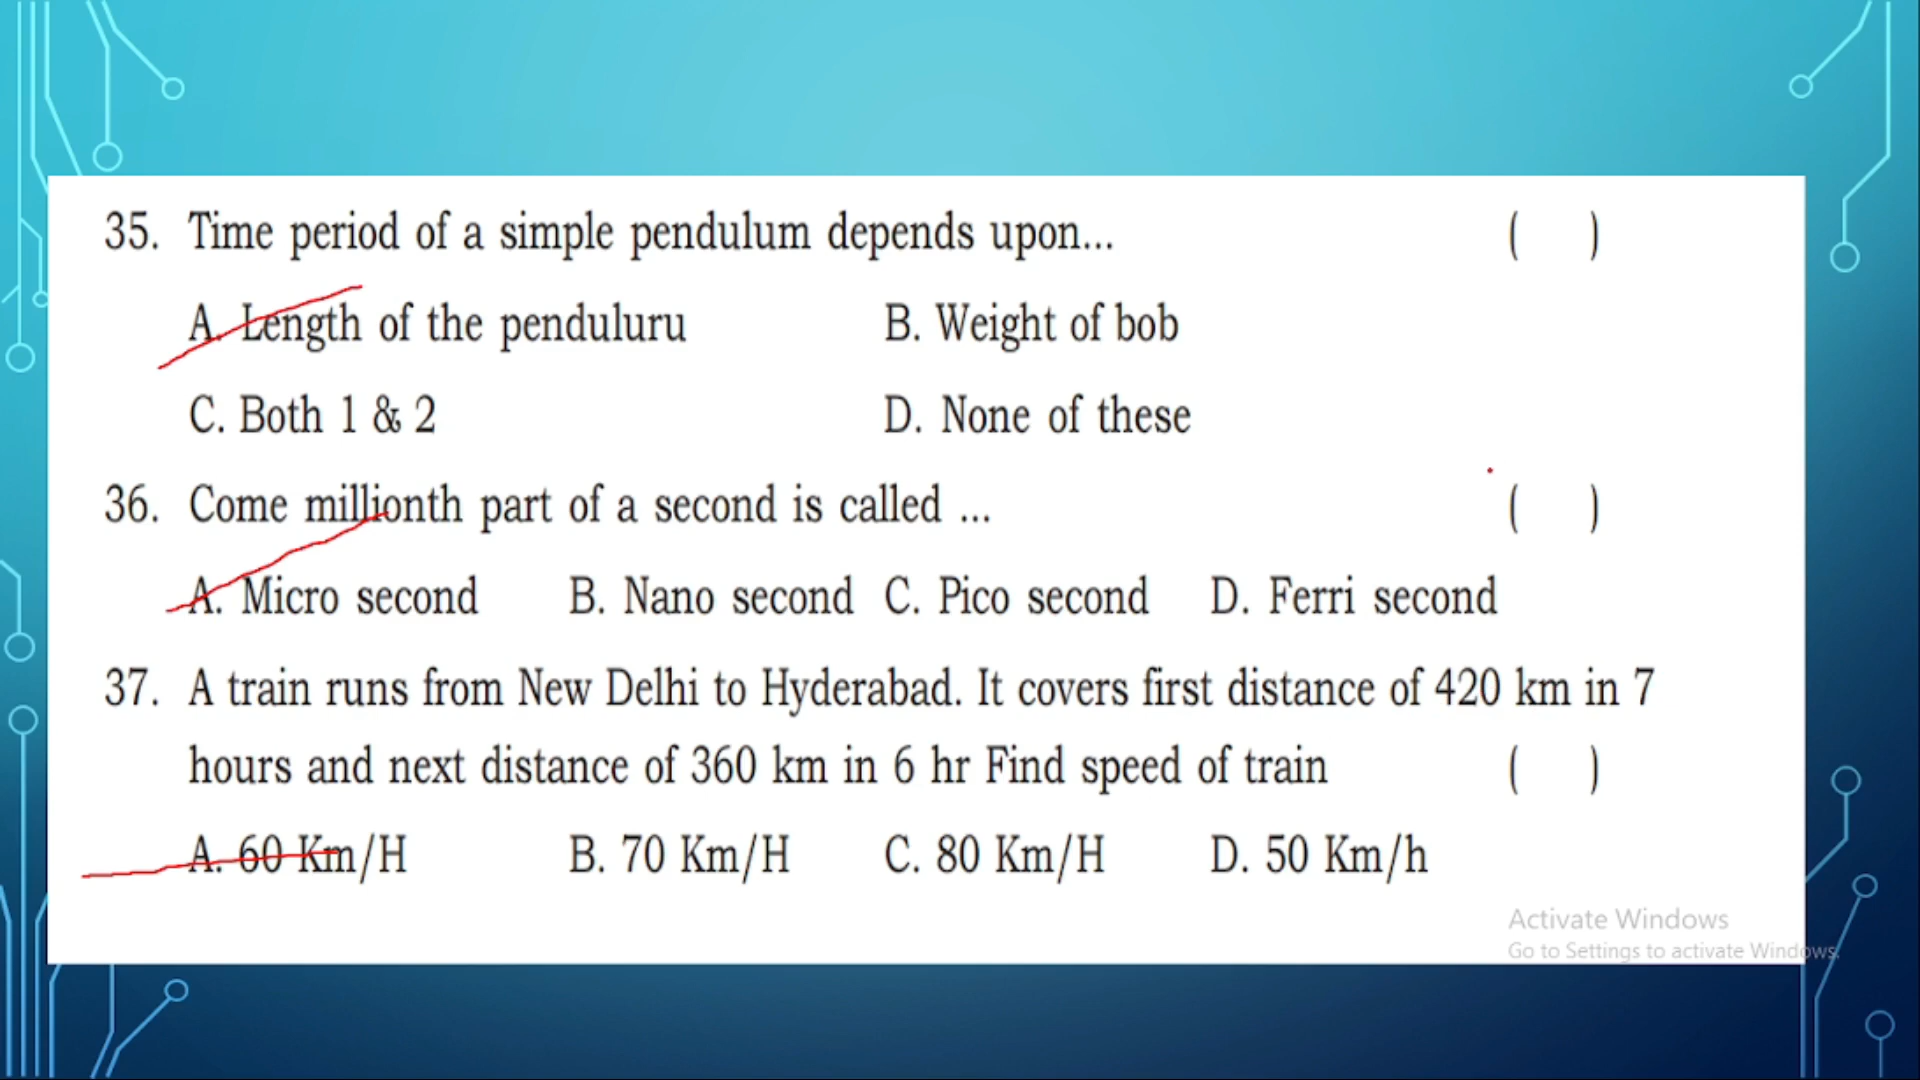 35. Time period of a simple pendulum depends upon... ( )
A. Length of the penduluru B. Weight of bob
C. Both 1 & 2 D. None of these
36. Come millionth part of a second is called ... ( )
A. Micro second B. Nano second C. Pico second D. Ferri second
37. A train runs from New Delhi to Hyderabad. It covers first distance of 420 km in 7
hours and next distance of 360 km in 6 hr Find speed of train ( )
A. 60 Km/H B. 70 Km/H C. 80 Km/H D. 50 Km/h
Activate Windows
Go to Settings to activate Windows.